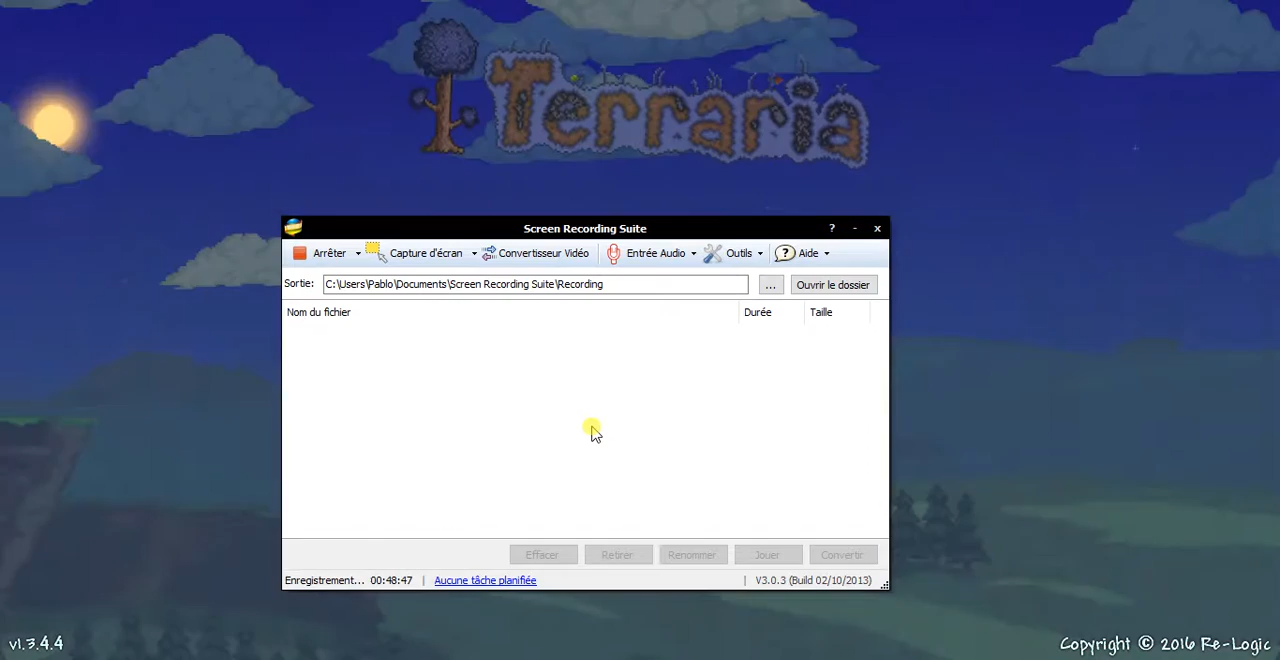 Terraria
Screen Recording Suite ? - x
Arrêter Capture d'écran Convertisseur Vidéo Entrée Audio Outils ? Aide
Sortie: C:\Users\Pablo\Documents\Screen Recording Suite\Recording ... Ouvrir le dossier
Nom du fichier Durée Taille
Effacer Retirer Renommer Jouer Convertir
Enregistrement... 00:48:47 | Aucune tâche planifiée | V3.0.3 (Build 02/10/2013)
v1.3.4.4 Copyright © 2016 Re-Logic